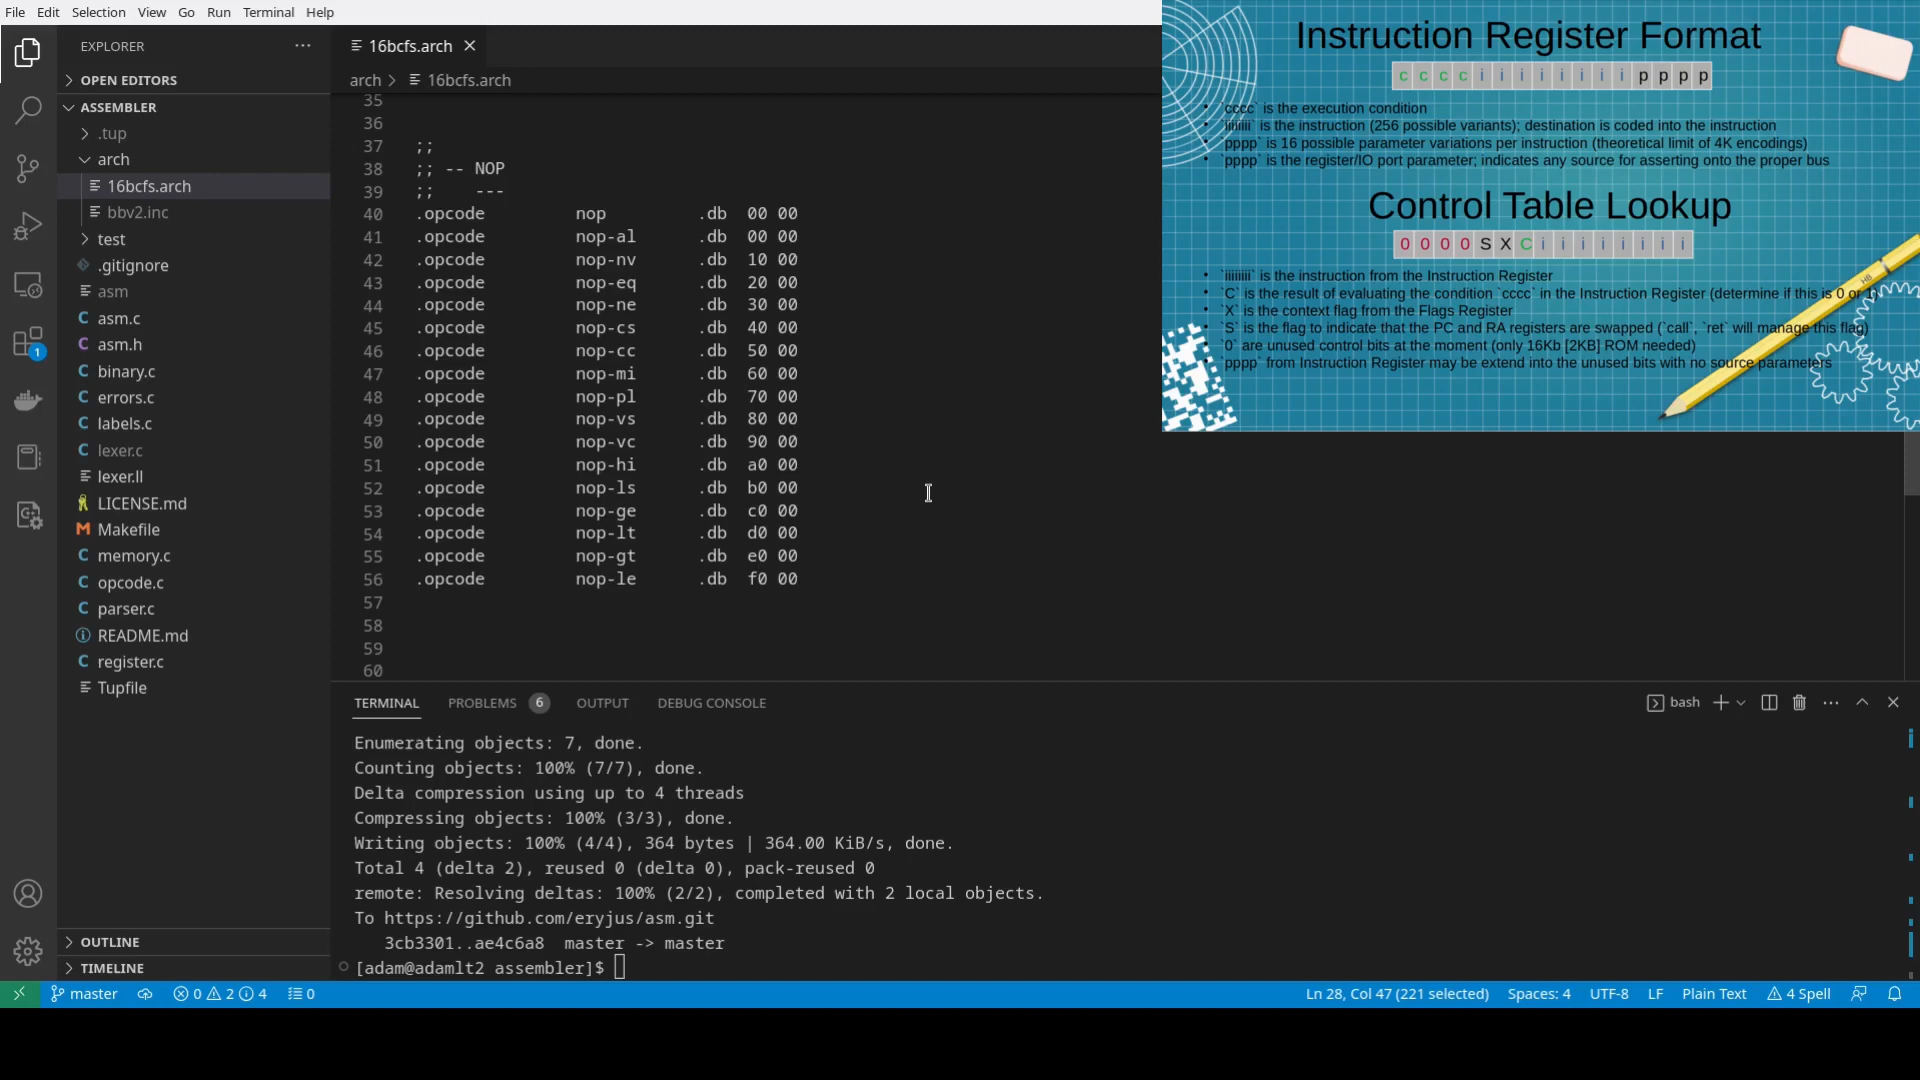 File Edit Selection View Go Run Terminal Help
EXPLORER
OPEN EDITORS
ASSEMBLER
.tup
arch
16bcfs.arch
bbv2.inc
test
.gitignore
asm
asm.c
asm.h
binary.c
errors.c
labels.c
lexer.c
lexer.ll
LICENSE.md
Makefile
memory.c
opcode.c
parser.c
README.md
register.c
Tupfile
OUTLINE
TIMELINE
1
16bcfs.arch
arch > 16bcfs.arch
35
36
37 ;;
38 ;; -- NOP
39 ;;    ---
40 .opcode nop .db 00 00
41 .opcode nop-al .db 00 00
42 .opcode nop-nv .db 10 00
43 .opcode nop-eq .db 20 00
44 .opcode nop-ne .db 30 00
45 .opcode nop-cs .db 40 00
46 .opcode nop-cc .db 50 00
47 .opcode nop-mi .db 60 00
48 .opcode nop-pl .db 70 00
49 .opcode nop-vs .db 80 00
50 .opcode nop-vc .db 90 00
51 .opcode nop-hi .db a0 00
52 .opcode nop-ls .db b0 00
53 .opcode nop-ge .db c0 00
54 .opcode nop-lt .db d0 00
55 .opcode nop-gt .db e0 00
56 .opcode nop-le .db f0 00
57
58
59
60
Instruction Register Format
c c c c i i i i i i i i p p p p
• `cccc` is the execution condition
• `iiiiiiii` is the instruction (256 possible variants); destination is coded into the instruction
• `pppp` is 16 possible parameter variations per instruction (theoretical limit of 4K encodings)
• `pppp` is the register/IO port parameter; indicates any source for asserting onto the proper bus
Control Table Lookup
0 0 0 0 S X C i i i i i i i i
• `iiiiiiii` is the instruction from the Instruction Register
• `C` is the result of evaluating the condition `cccc` in the Instruction Register (determine if this is 0 or 1)
• `X` is the context flag from the Flags Register
• `S` is the flag to indicate that the PC and RA registers are swapped (`call`, `ret` will manage this flag)
• `0` are unused control bits at the moment (only 16Kb [2KB] ROM needed)
• `pppp` from Instruction Register may be extend into the unused bits with no source parameters
HB
TERMINAL PROBLEMS 6 OUTPUT DEBUG CONSOLE
bash
Enumerating objects: 7, done.
Counting objects: 100% (7/7), done.
Delta compression using up to 4 threads
Compressing objects: 100% (3/3), done.
Writing objects: 100% (4/4), 364 bytes | 364.00 KiB/s, done.
Total 4 (delta 2), reused 0 (delta 0), pack-reused 0
remote: Resolving deltas: 100% (2/2), completed with 2 local objects.
To https://github.com/eryjus/asm.git
   3cb3301..ae4c6a8  master -> master
[adam@adamlt2 assembler]$
master 0 2 4 0
Ln 28, Col 47 (221 selected) Spaces: 4 UTF-8 LF Plain Text 4 Spell